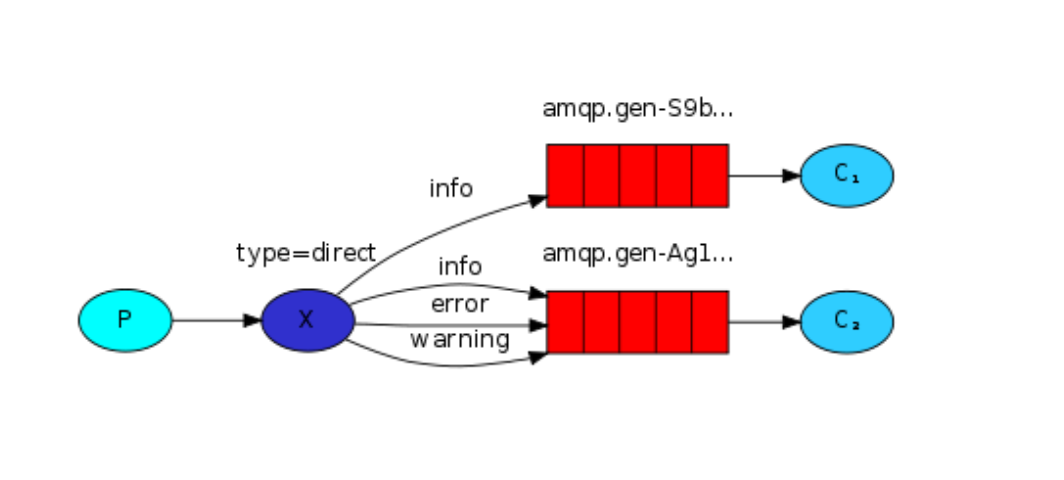 amqp.gen-S9b...
C₁
info
type=direct
amqp.gen-Ag1...
info
error
P
X
C₂
warning